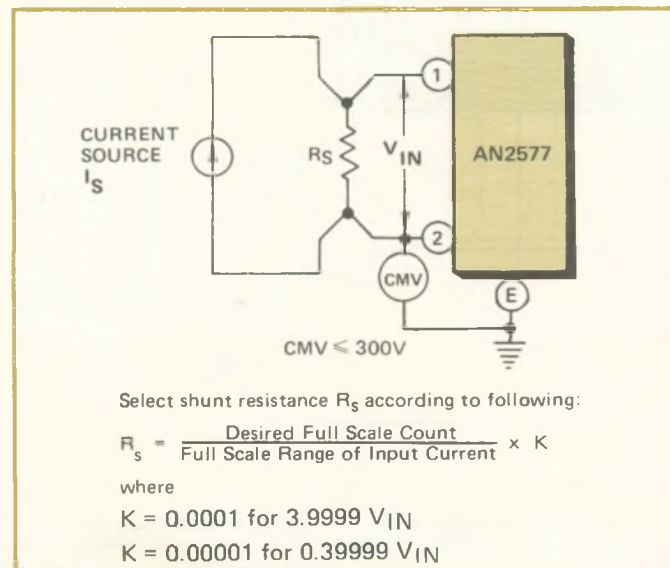 1
CURRENT
SOURCE
IS
RS
VIN
AN2577
2
CMV
E
CMV ≤ 300V
Select shunt resistance Rs according to following:
Rs = Desired Full Scale Count / Full Scale Range of Input Current × K
where
K = 0.0001 for 3.9999 VIN
K = 0.00001 for 0.39999 VIN